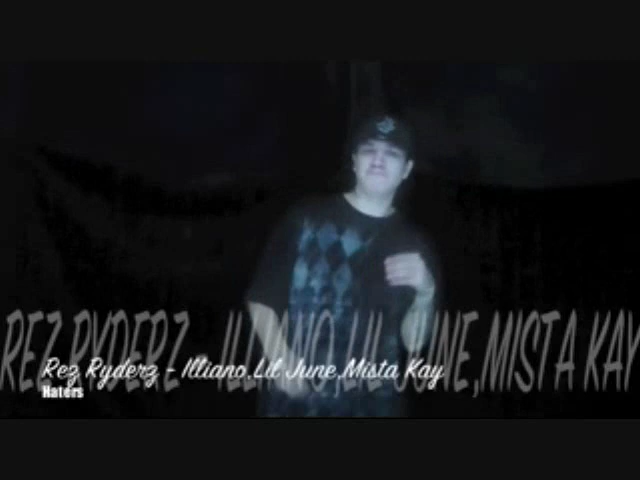 REZ RYDERZ - ILLIANO,LIL JUNE,MISTA KAY
Rez Ryderz - Illiano,Lil June,Mista Kay
Haters